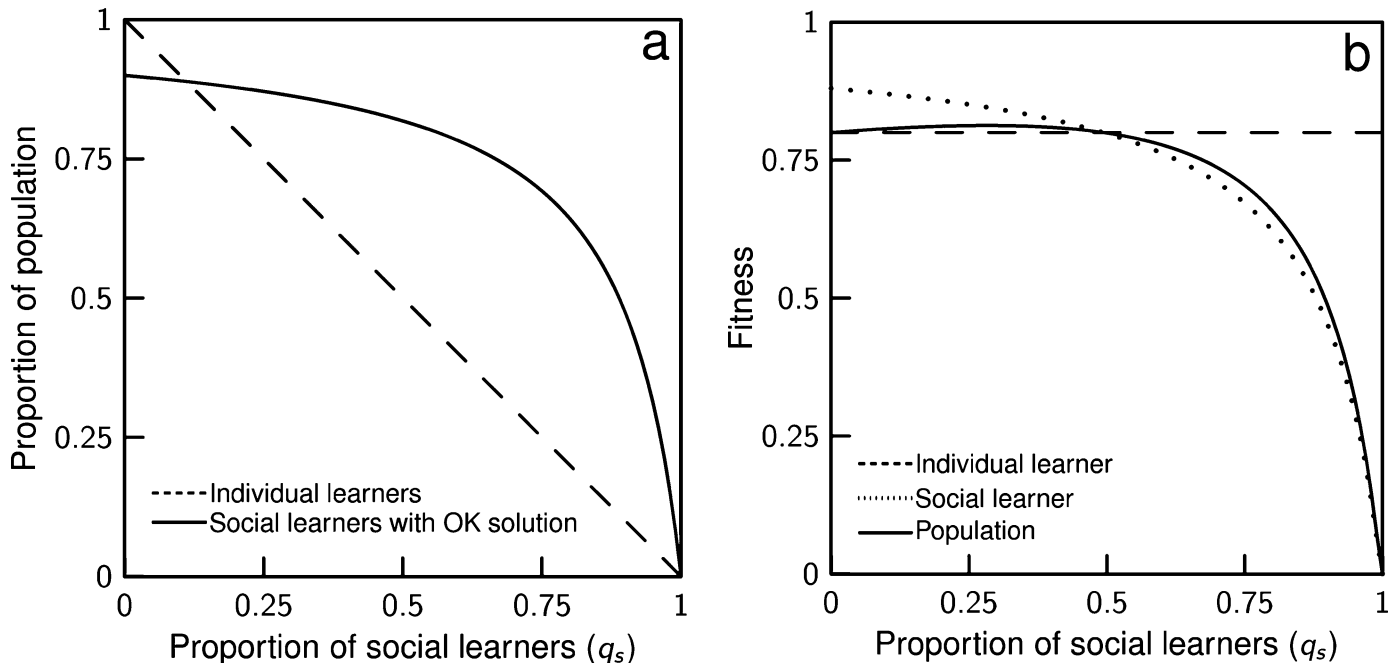 a
1
0.75
0.5
0.25
0
Proportion of population
Individual learners
Social learners with OK solution
0 0.25 0.5 0.75 1
Proportion of social learners (qₛ)
b
1
0.75
0.5
0.25
0
Fitness
Individual learner
Social learner
Population
0 0.25 0.5 0.75 1
Proportion of social learners (qₛ)